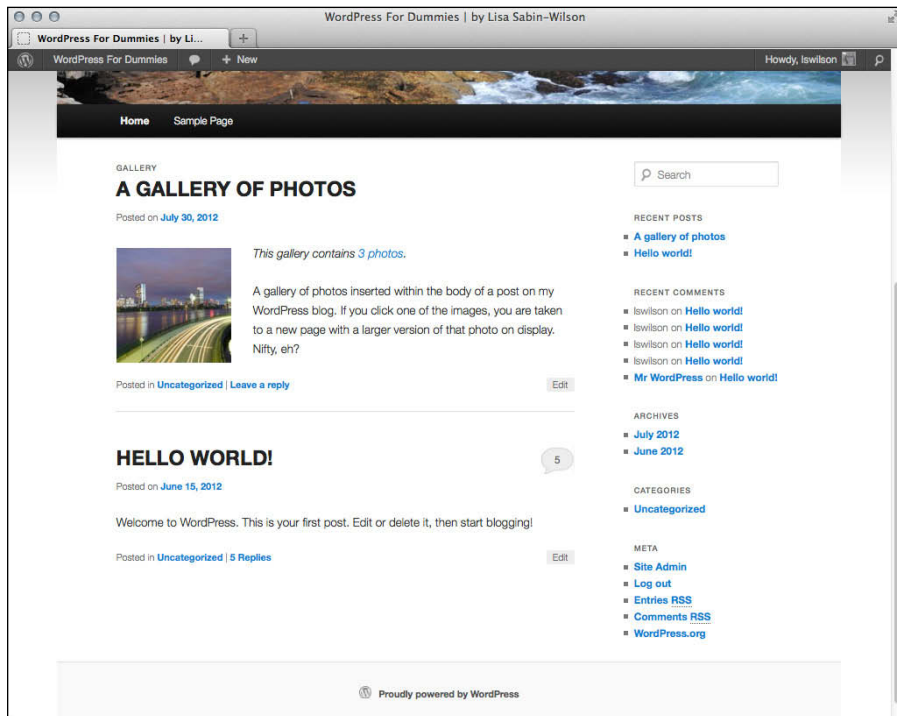 WordPress For Dummies | by Lisa Sabin-Wilson
WordPress For Dummies | by Li...
WordPress For Dummies
+ New
Howdy, lswilson
Home
Sample Page
GALLERY
A GALLERY OF PHOTOS
Posted on July 30, 2012
This gallery contains 3 photos.
A gallery of photos inserted within the body of a post on my
WordPress blog. If you click one of the images, you are taken
to a new page with a larger version of that photo on display.
Nifty, eh?
Posted in Uncategorized | Leave a reply
Edit
HELLO WORLD!
5
Posted on June 15, 2012
Welcome to WordPress. This is your first post. Edit or delete it, then start blogging!
Posted in Uncategorized | 5 Replies
Edit
Search
RECENT POSTS
A gallery of photos
Hello world!
RECENT COMMENTS
lswilson on Hello world!
lswilson on Hello world!
lswilson on Hello world!
lswilson on Hello world!
Mr WordPress on Hello world!
ARCHIVES
July 2012
June 2012
CATEGORIES
Uncategorized
META
Site Admin
Log out
Entries RSS
Comments RSS
WordPress.org
Proudly powered by WordPress